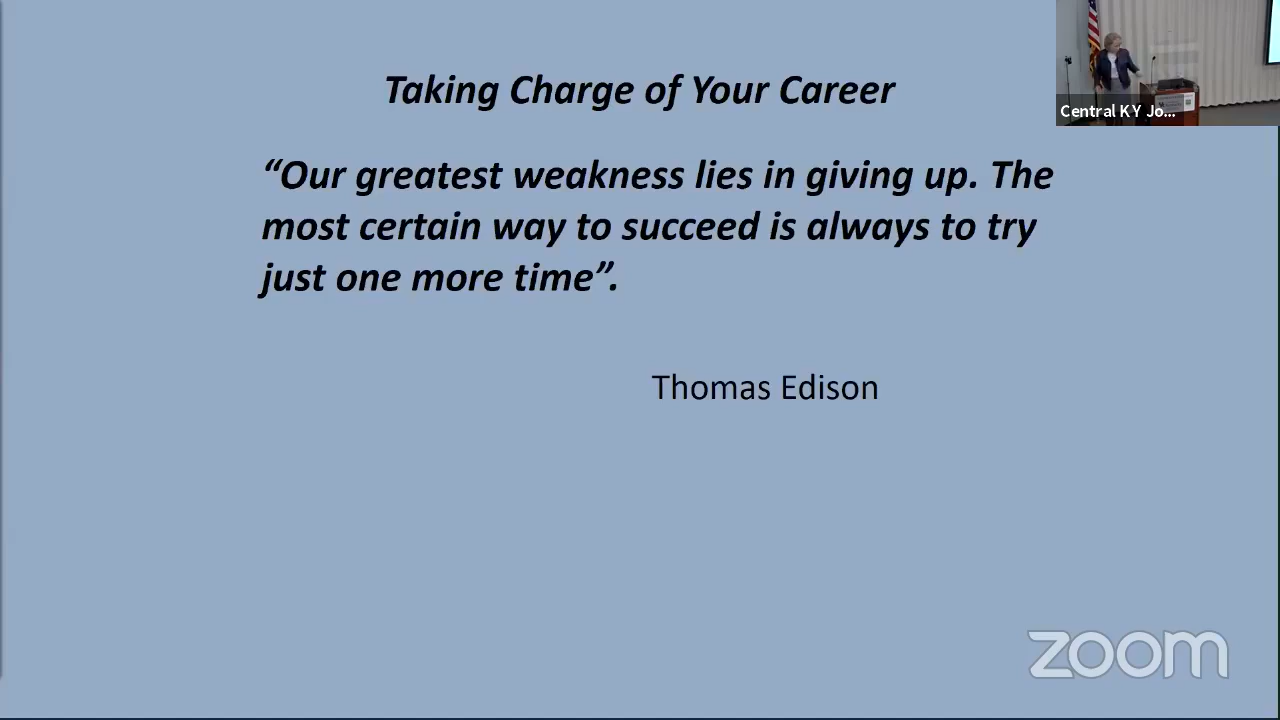 Taking Charge of Your Career
“Our greatest weakness lies in giving up. The
most certain way to succeed is always to try
just one more time”.
Thomas Edison
Central KY Jo...
zoom